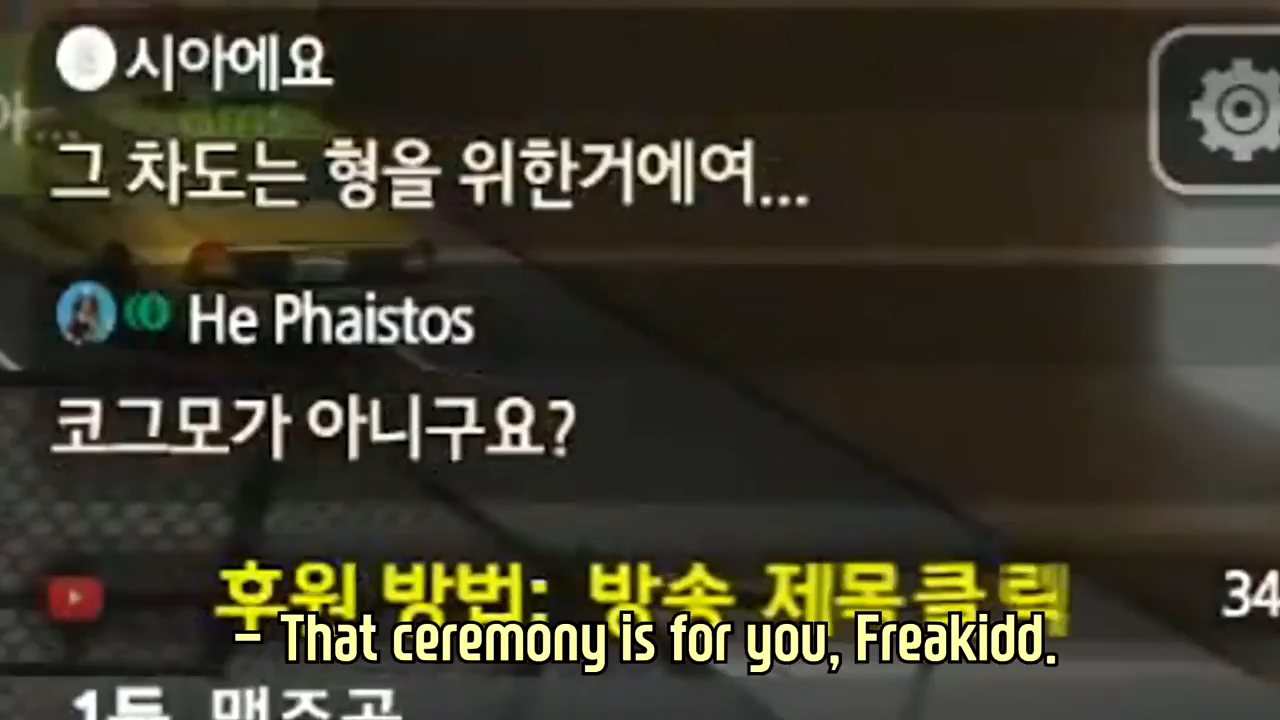 시아에요
그 차도는 형을 위한거에여...
He Phaistos
코그모가 아니구요?
후원 방법: 방송 제목클릭
34
– That ceremony is for you, Freakidd.
1등